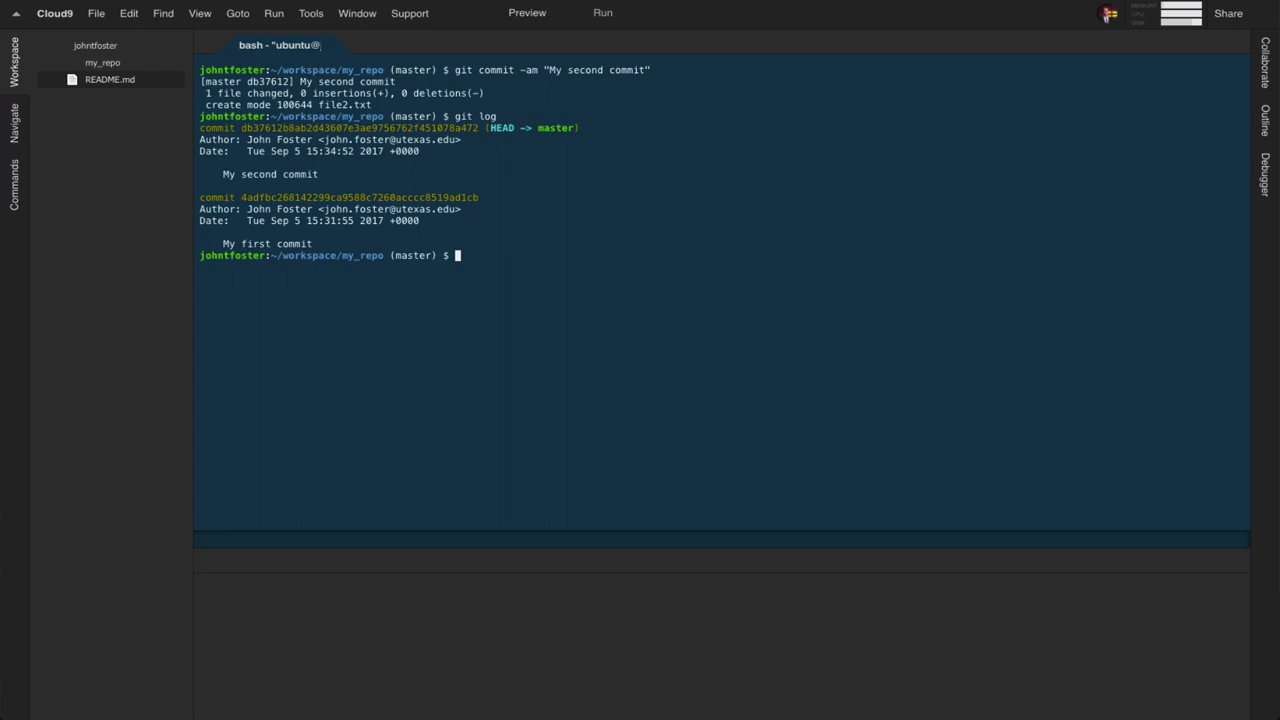 Cloud9 File Edit Find View Goto Run Tools Window Support Preview Run MEMORY CPU DISK Share
Workspace
Navigate
Commands
johntfoster
my_repo
README.md
bash - "ubuntu@
johntfoster:~/workspace/my_repo (master) $ git commit -am "My second commit"
[master db37612] My second commit
 1 file changed, 0 insertions(+), 0 deletions(-)
 create mode 100644 file2.txt
johntfoster:~/workspace/my_repo (master) $ git log
commit db37612b8ab2d43607e3ae9756762f451078a472 (HEAD -> master)
Author: John Foster <john.foster@utexas.edu>
Date:   Tue Sep 5 15:34:52 2017 +0000
    My second commit
commit 4adfbc268142299ca9588c7260acccc8519ad1cb
Author: John Foster <john.foster@utexas.edu>
Date:   Tue Sep 5 15:31:55 2017 +0000
    My first commit
johntfoster:~/workspace/my_repo (master) $
Collaborate
Outline
Debugger